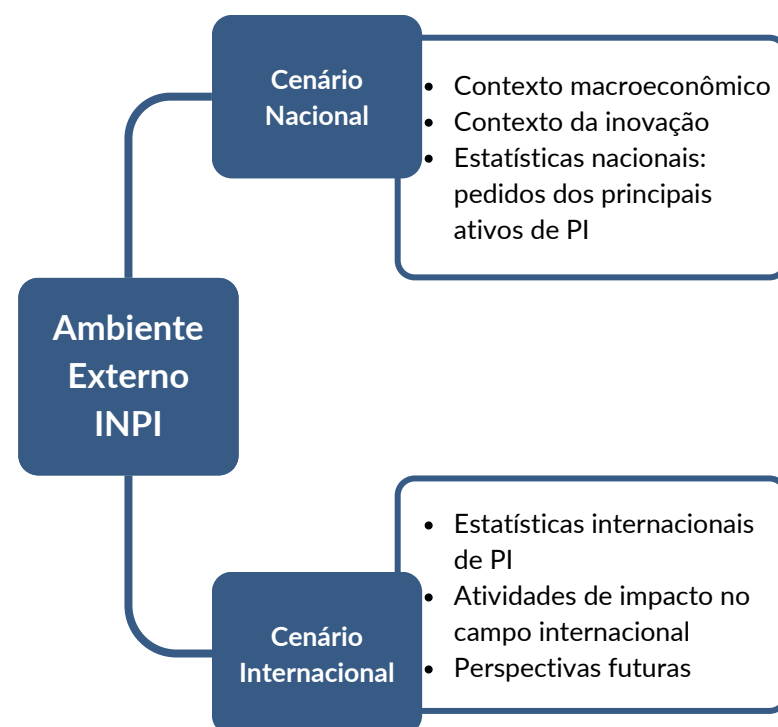 Cenário
Nacional
• Contexto macroeconômico
• Contexto da inovação
• Estatísticas nacionais:
pedidos dos principais
ativos de PI
Ambiente
Externo
INPI
• Estatísticas internacionais
de PI
• Atividades de impacto no
campo internacional
• Perspectivas futuras
Cenário
Internacional